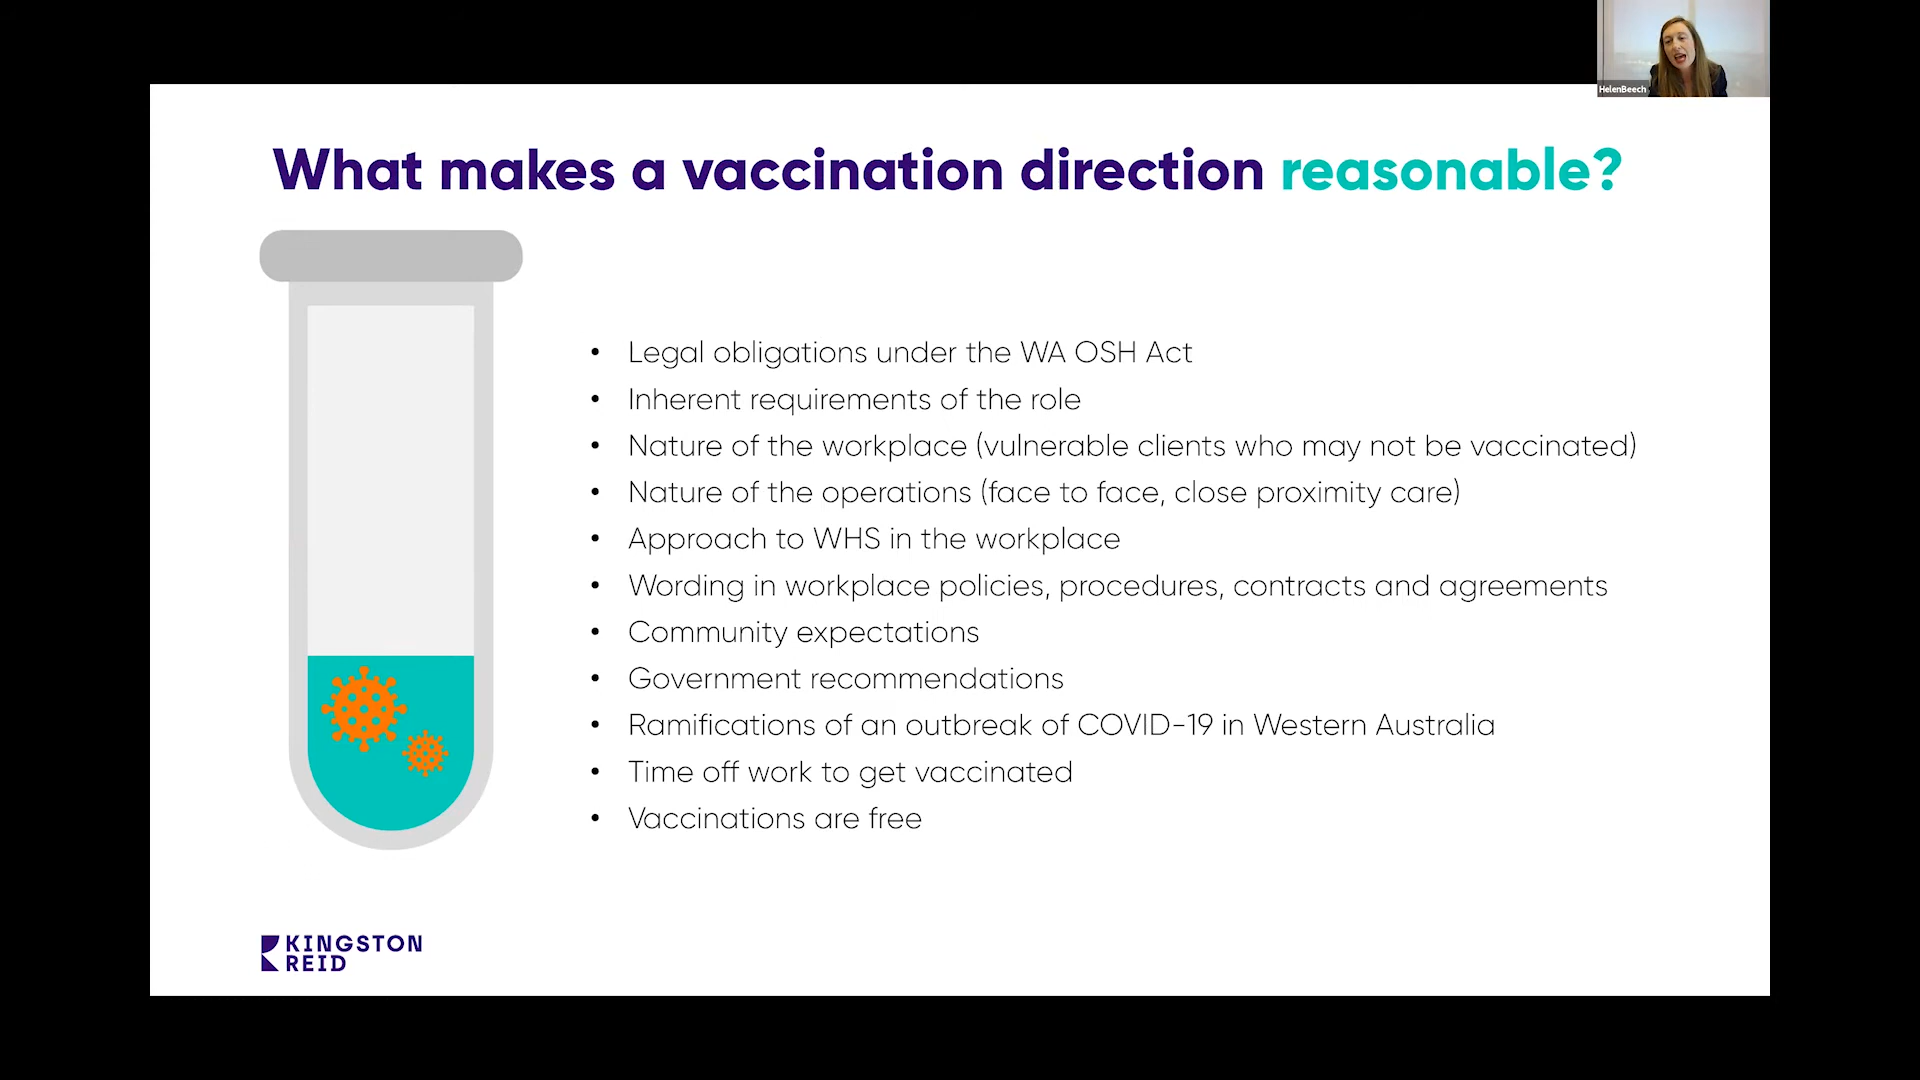 HelenBeech
What makes a vaccination direction reasonable?
• Legal obligations under the WA OSH Act
• Inherent requirements of the role
• Nature of the workplace (vulnerable clients who may not be vaccinated)
• Nature of the operations (face to face, close proximity care)
• Approach to WHS in the workplace
• Wording in workplace policies, procedures, contracts and agreements
• Community expectations
• Government recommendations
• Ramifications of an outbreak of COVID-19 in Western Australia
• Time off work to get vaccinated
• Vaccinations are free
KINGSTON
REID